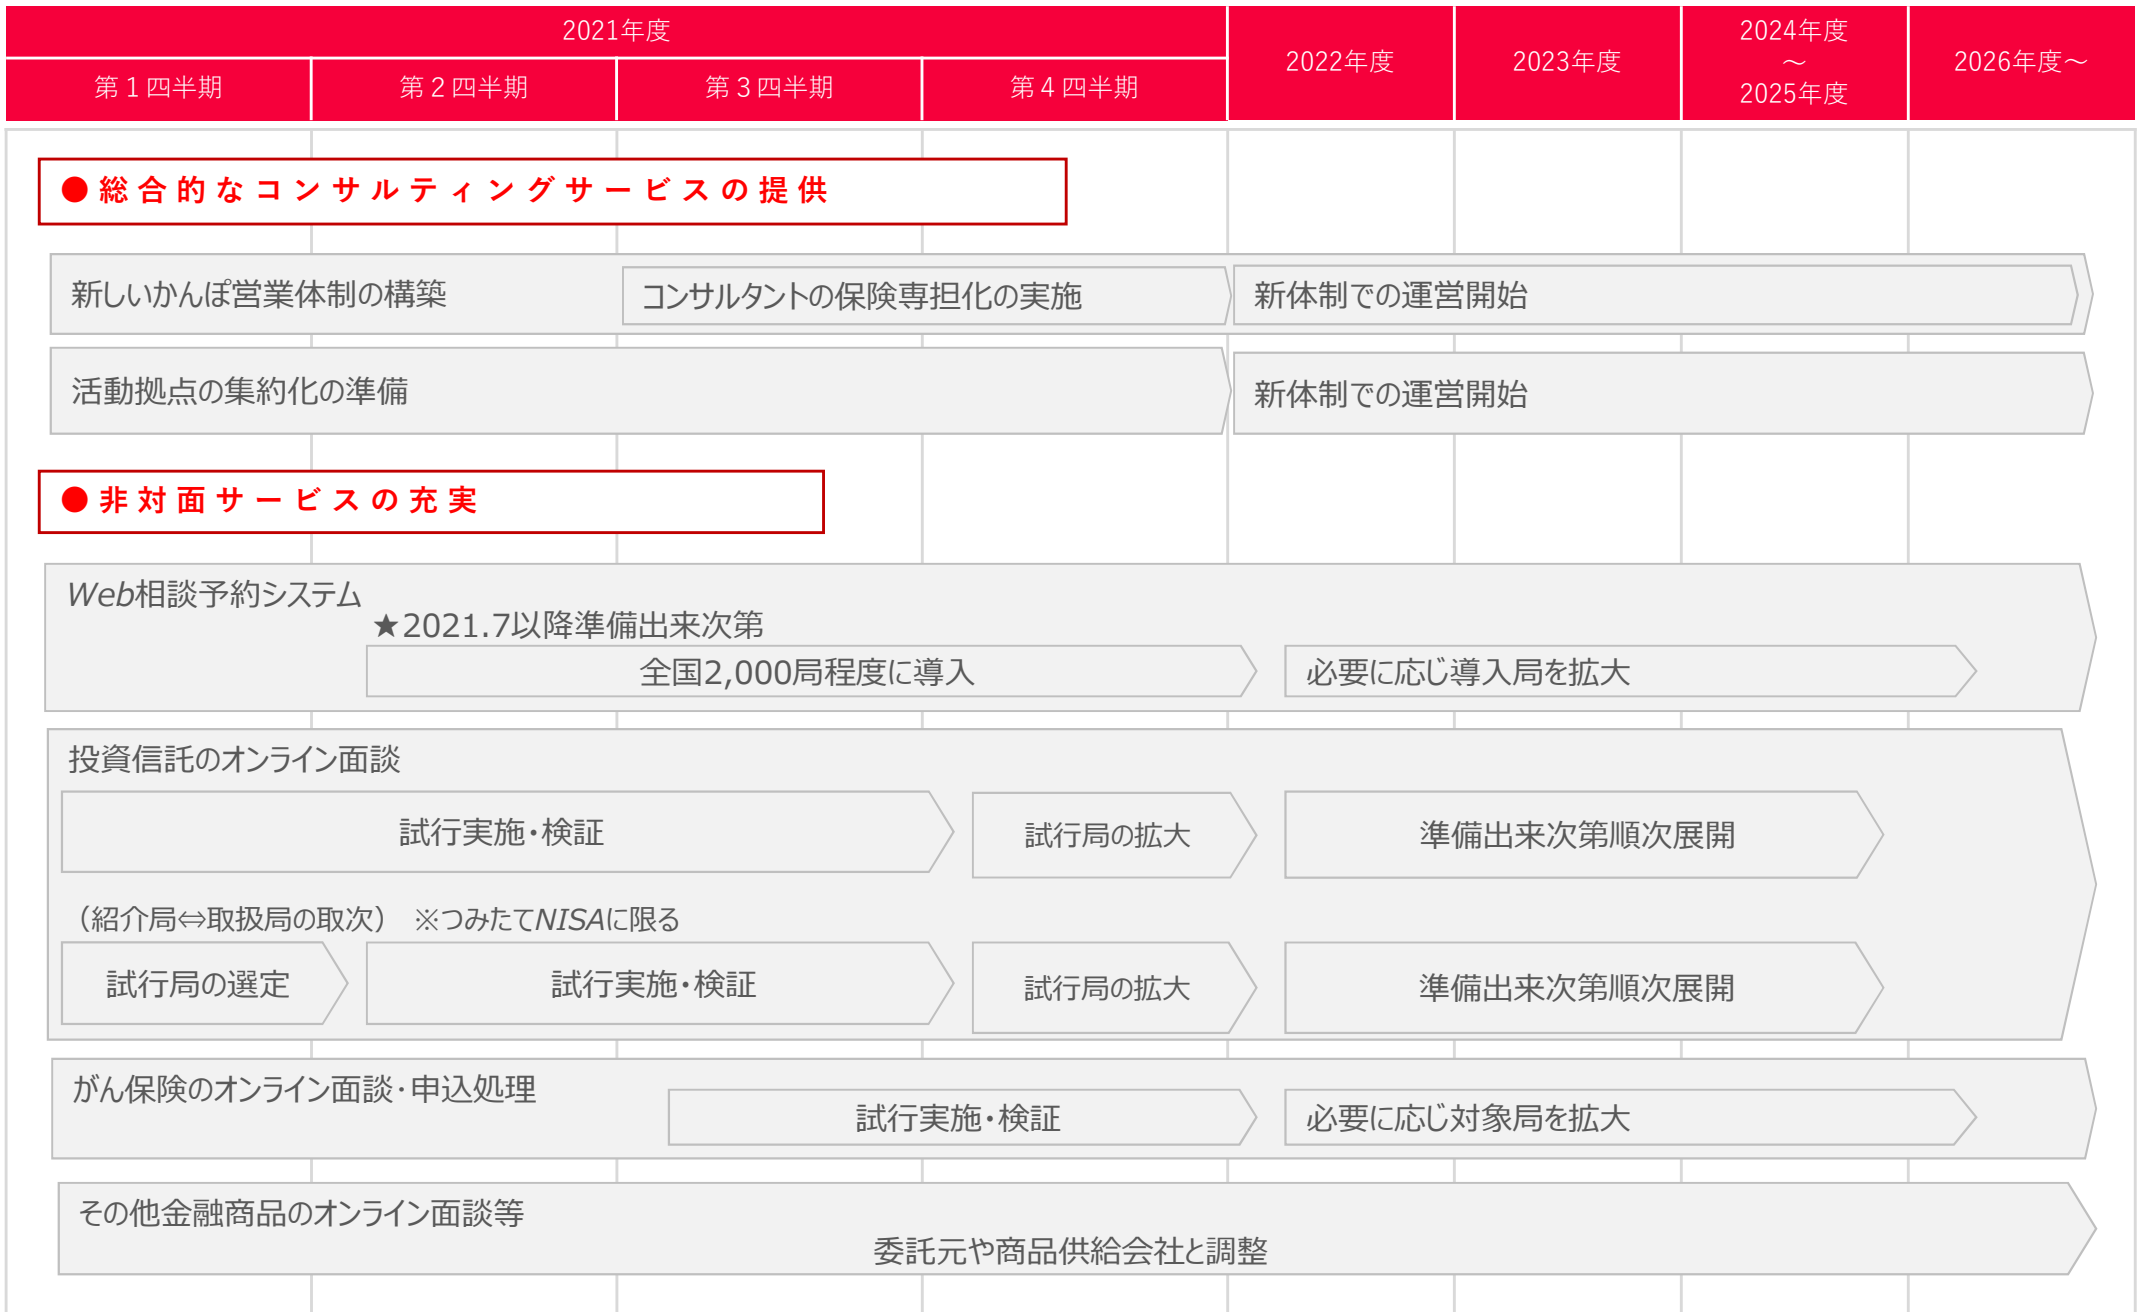 2021年度
2022年度
2023年度
2024年度
～
2025年度
2026年度～
第１四半期
第２四半期
第３四半期
第４四半期
●総合的なコンサルティングサービスの提供
新しいかんぽ営業体制の構築
コンサルタントの保険専担化の実施
新体制での運営開始
活動拠点の集約化の準備
新体制での運営開始
●非対面サービスの充実
Web相談予約システム
★2021.7以降準備出来次第
全国2,000局程度に導入
必要に応じ導入局を拡大
投資信託のオンライン面談
試行実施・検証
試行局の拡大
準備出来次第順次展開
（紹介局⇔取扱局の取次）　※つみたてNISAに限る
試行局の選定
試行実施・検証
試行局の拡大
準備出来次第順次展開
がん保険のオンライン面談・申込処理
試行実施・検証
必要に応じ対象局を拡大
その他金融商品のオンライン面談等
委託元や商品供給会社と調整